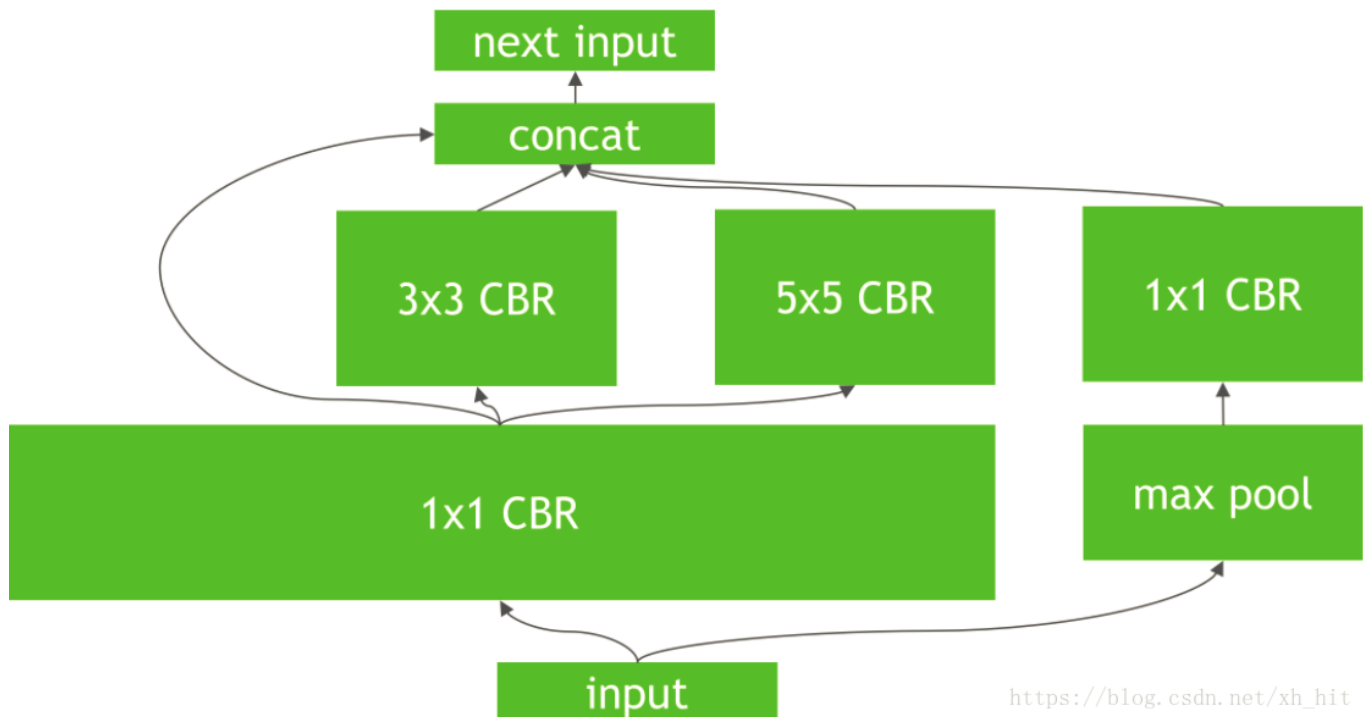 next input
concat
3x3 CBR
5x5 CBR
1x1 CBR
1x1 CBR
max pool
input
https://blog.csdn.net/xh_hit